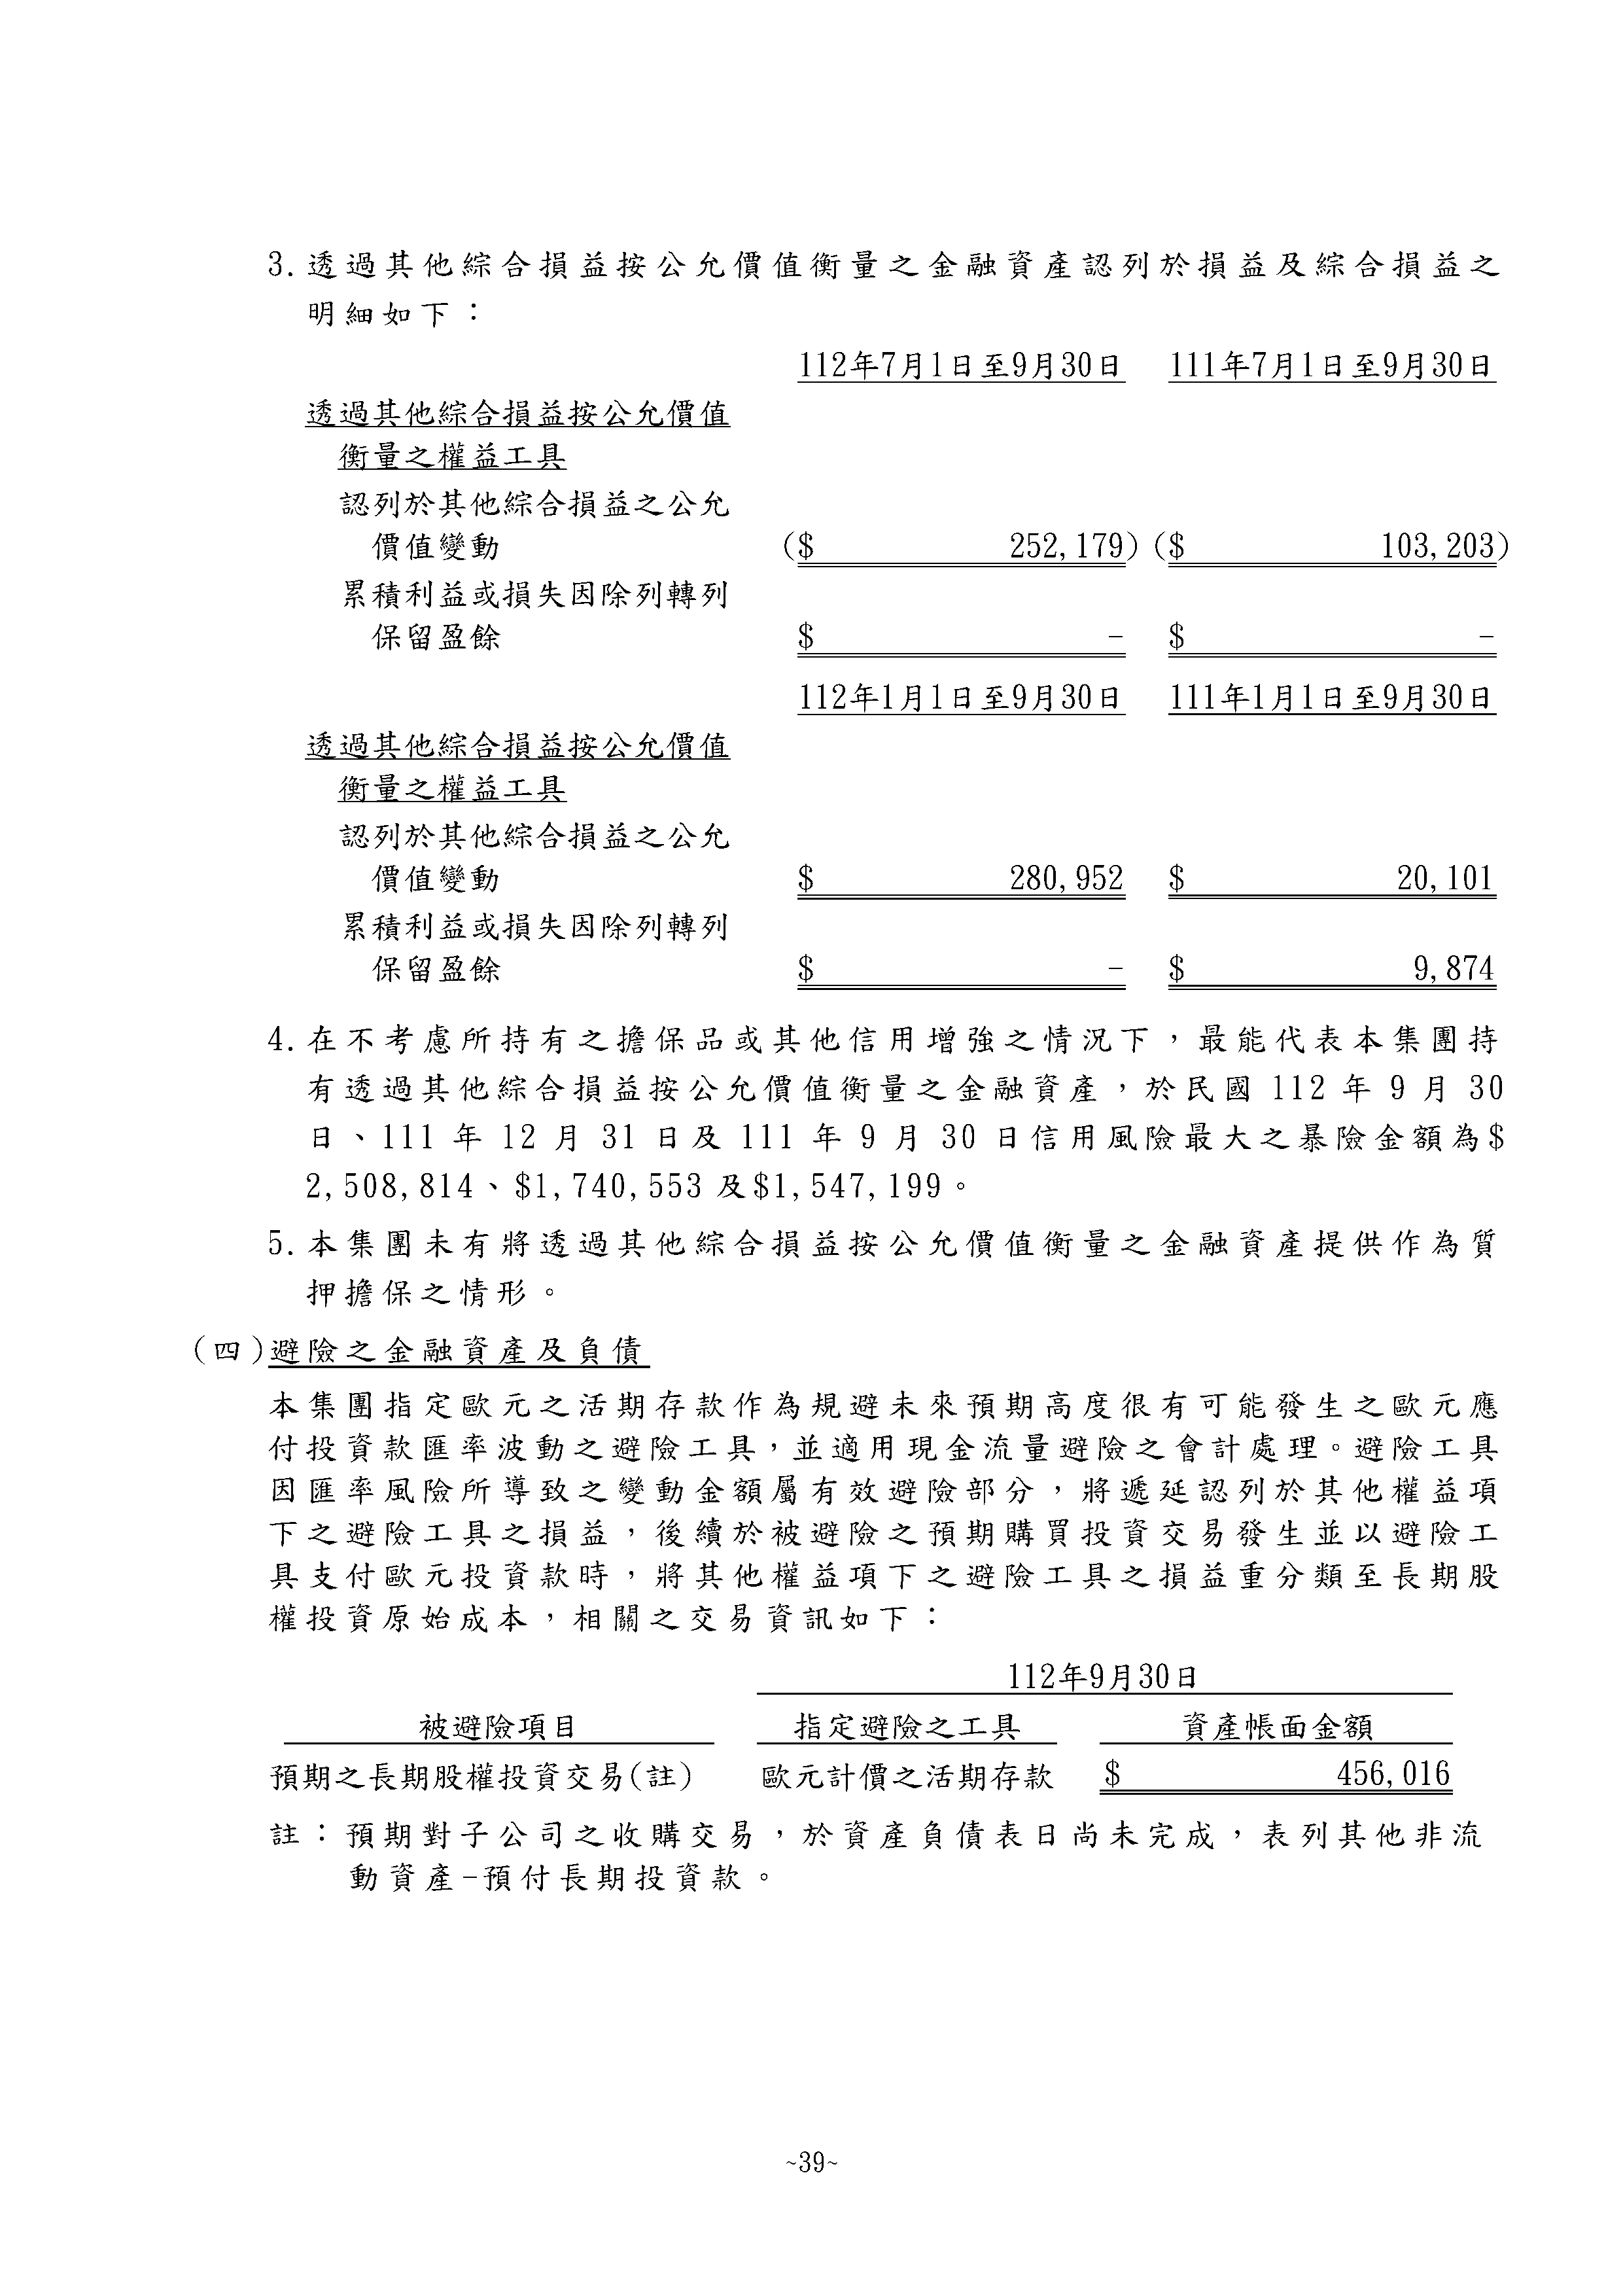 3. 透過其他綜合損益按公允價值衡量之金融資產認列於損益及綜合損益之
明細如下：
112年7月1日至9月30日 111年7月1日至9月30日
透過其他綜合損益按公允價值
衡量之權益工具
認列於其他綜合損益之公允
價值變動 ($ 252,179) ($ 103,203)
累積利益或損失因除列轉列
保留盈餘 $ - $ -
112年1月1日至9月30日 111年1月1日至9月30日
透過其他綜合損益按公允價值
衡量之權益工具
認列於其他綜合損益之公允
價值變動 $ 280,952 $ 20,101
累積利益或損失因除列轉列
保留盈餘 $ - $ 9,874
4. 在不考慮所持有之擔保品或其他信用增強之情況下，最能代表本集團持
有透過其他綜合損益按公允價值衡量之金融資產，於民國 112 年 9 月 30
日、111 年 12 月 31 日及 111 年 9 月 30 日信用風險最大之暴險金額為$
2,508,814、$1,740,553 及$1,547,199。
5. 本集團未有將透過其他綜合損益按公允價值衡量之金融資產提供作為質
押擔保之情形。
(四)避險之金融資產及負債
本集團指定歐元之活期存款作為規避未來預期高度很有可能發生之歐元應
付投資款匯率波動之避險工具，並適用現金流量避險之會計處理。避險工具
因匯率風險所導致之變動金額屬有效避險部分，將遞延認列於其他權益項
下之避險工具之損益，後續於被避險之預期購買投資交易發生並以避險工
具支付歐元投資款時，將其他權益項下之避險工具之損益重分類至長期股
權投資原始成本，相關之交易資訊如下：
112年9月30日
被避險項目 指定避險之工具 資產帳面金額
預期之長期股權投資交易(註) 歐元計價之活期存款 $ 456,016
註：預期對子公司之收購交易，於資產負債表日尚未完成，表列其他非流
動資產-預付長期投資款。
~39~